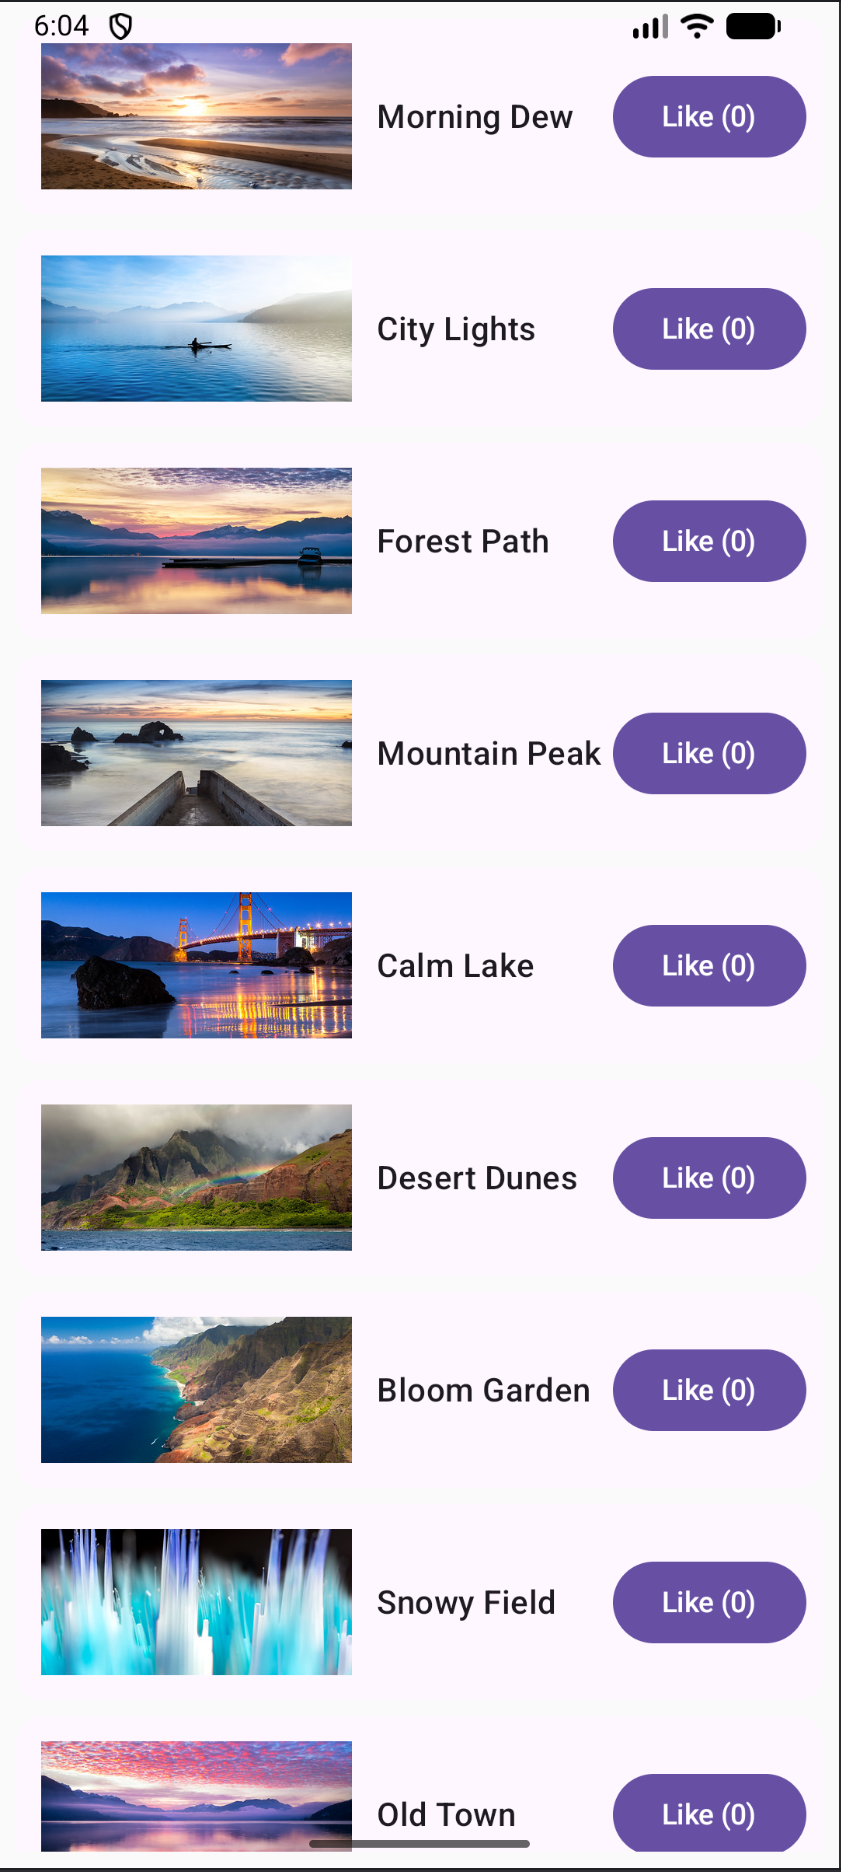 6:04
Morning Dew Like (0)
City Lights Like (0)
Forest Path Like (0)
Mountain Peak Like (0)
Calm Lake Like (0)
Desert Dunes Like (0)
Bloom Garden Like (0)
Snowy Field Like (0)
Old Town Like (0)